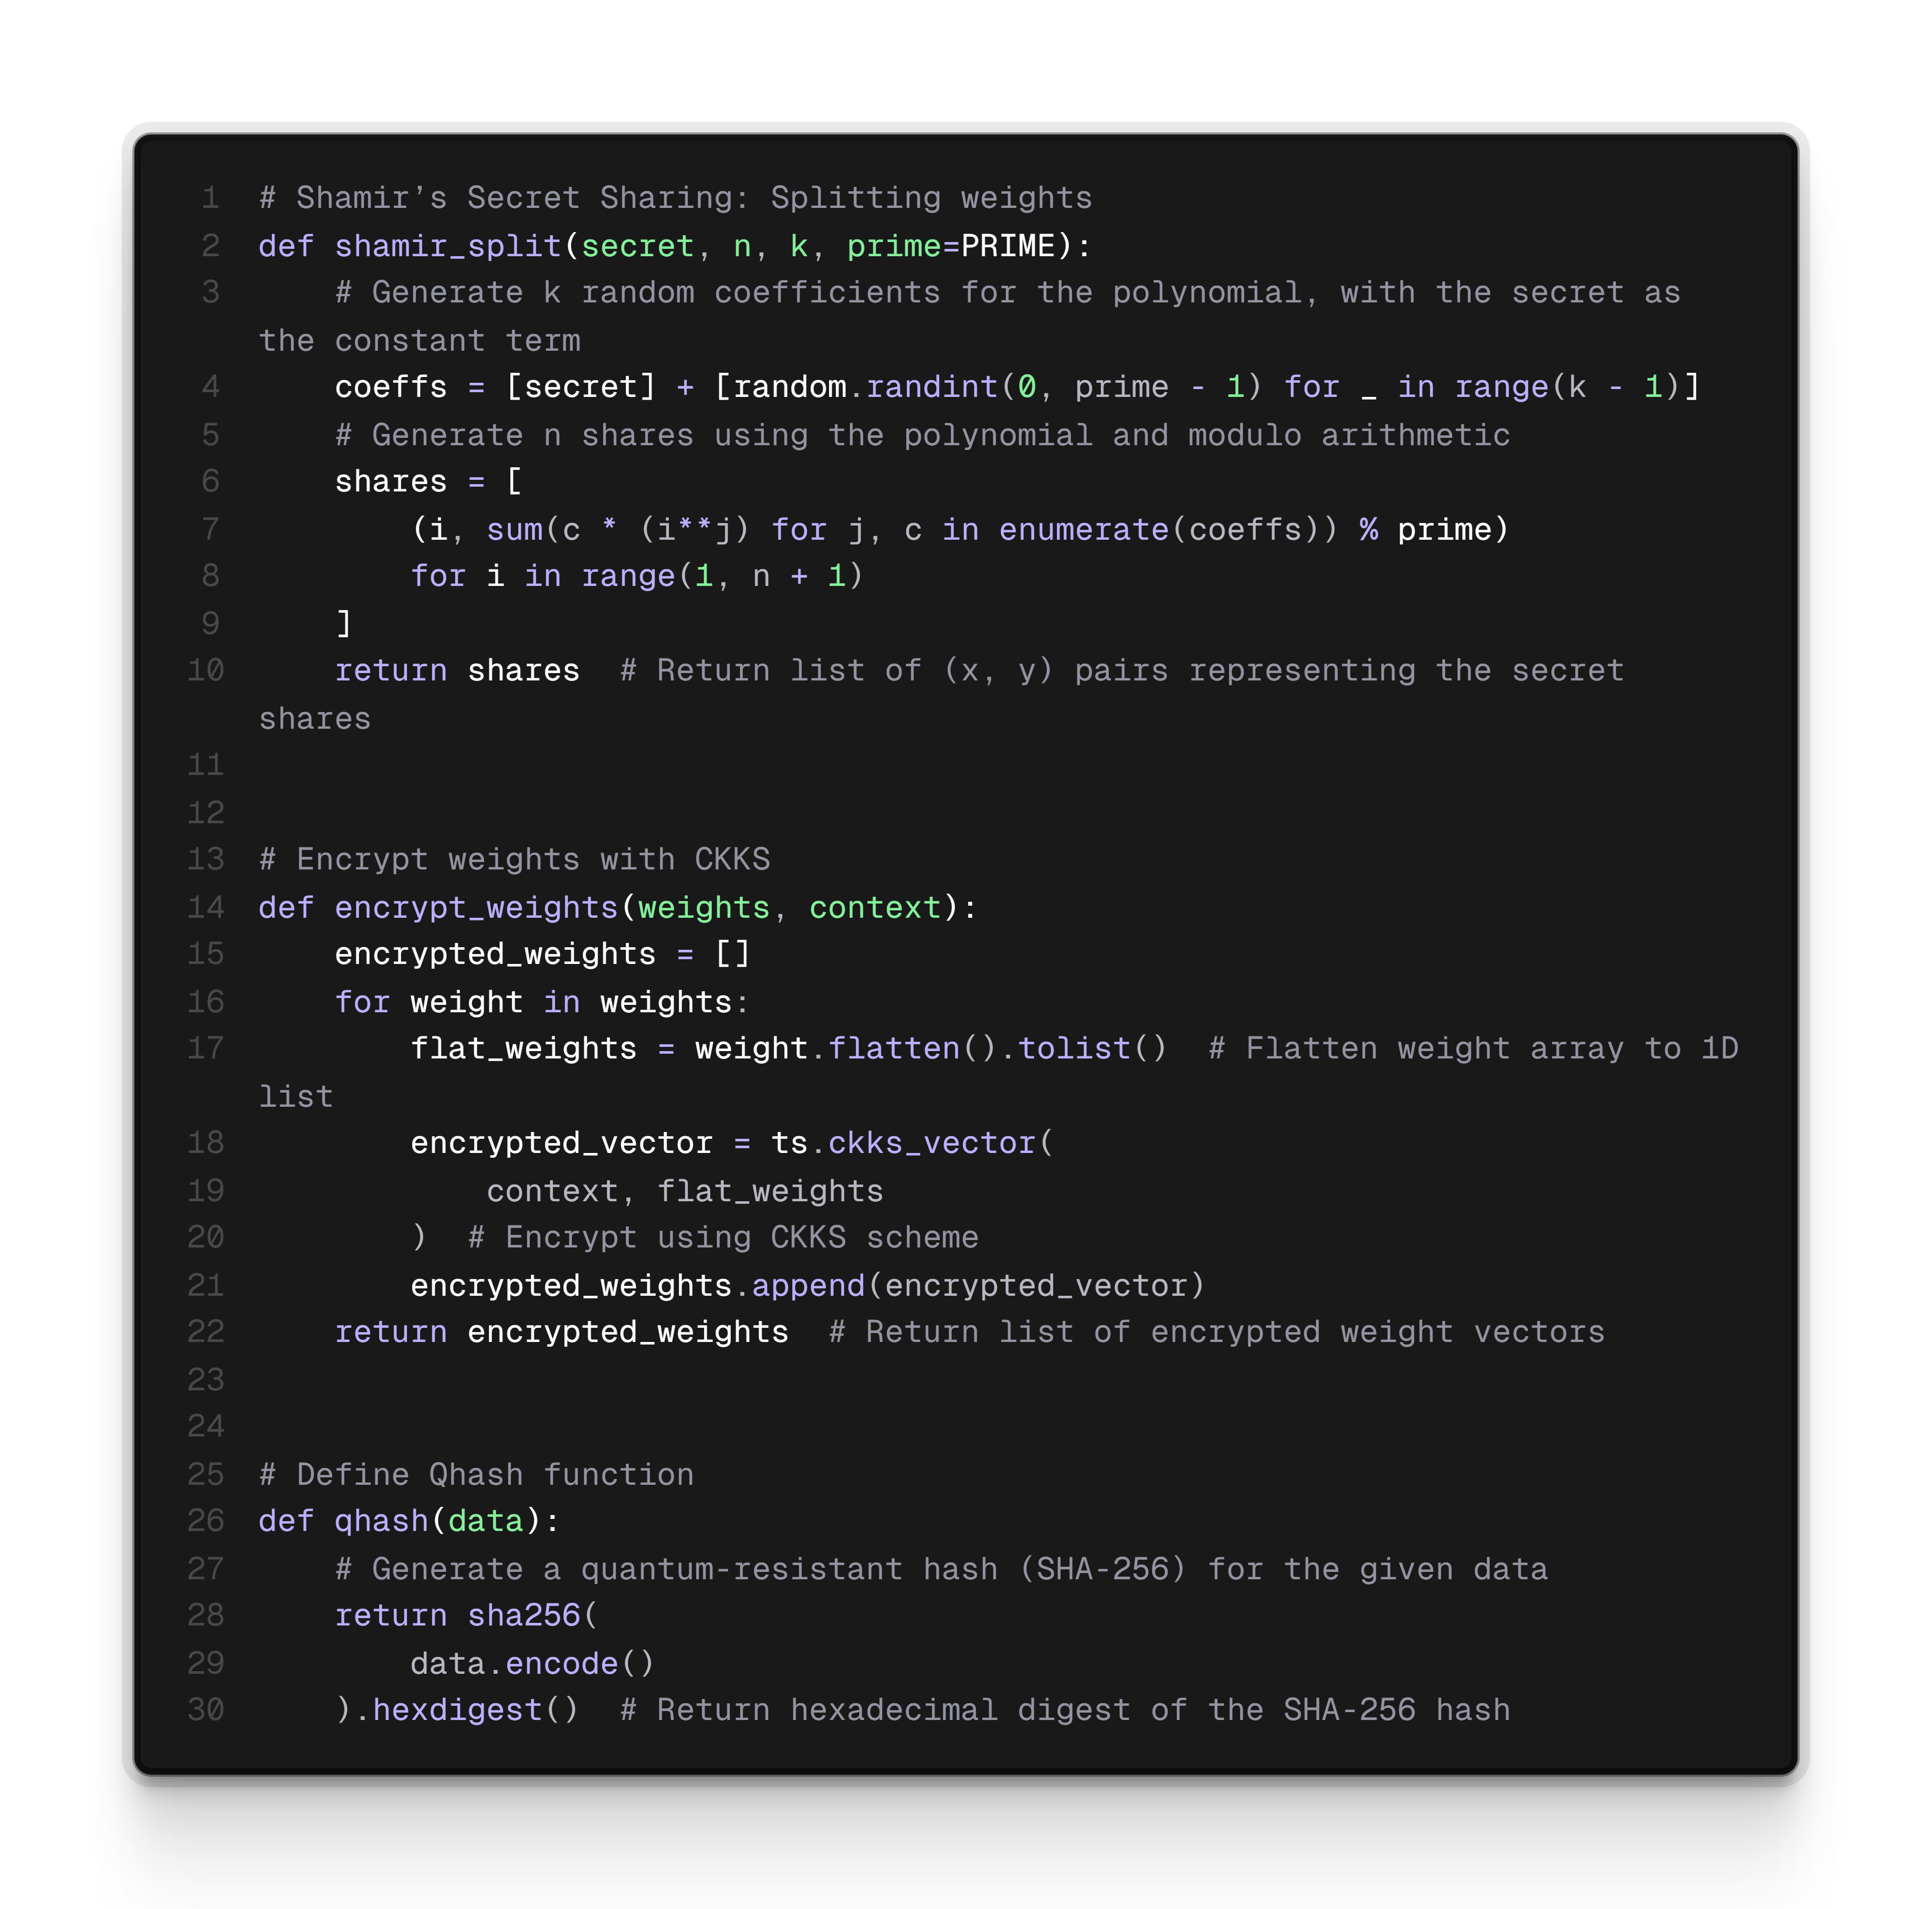 1 # Shamir’s Secret Sharing: Splitting weights
2 def shamir_split(secret, n, k, prime=PRIME):
3     # Generate k random coefficients for the polynomial, with the secret as
the constant term
4     coeffs = [secret] + [random.randint(0, prime - 1) for _ in range(k - 1)]
5     # Generate n shares using the polynomial and modulo arithmetic
6     shares = [
7         (i, sum(c * (i**j) for j, c in enumerate(coeffs)) % prime)
8         for i in range(1, n + 1)
9     ]
10     return shares  # Return list of (x, y) pairs representing the secret
shares
11
12
13 # Encrypt weights with CKKS
14 def encrypt_weights(weights, context):
15     encrypted_weights = []
16     for weight in weights:
17         flat_weights = weight.flatten().tolist()  # Flatten weight array to 1D
list
18         encrypted_vector = ts.ckks_vector(
19             context, flat_weights
20         )  # Encrypt using CKKS scheme
21         encrypted_weights.append(encrypted_vector)
22     return encrypted_weights  # Return list of encrypted weight vectors
23
24
25 # Define Qhash function
26 def qhash(data):
27     # Generate a quantum-resistant hash (SHA-256) for the given data
28     return sha256(
29         data.encode()
30     ).hexdigest()  # Return hexadecimal digest of the SHA-256 hash